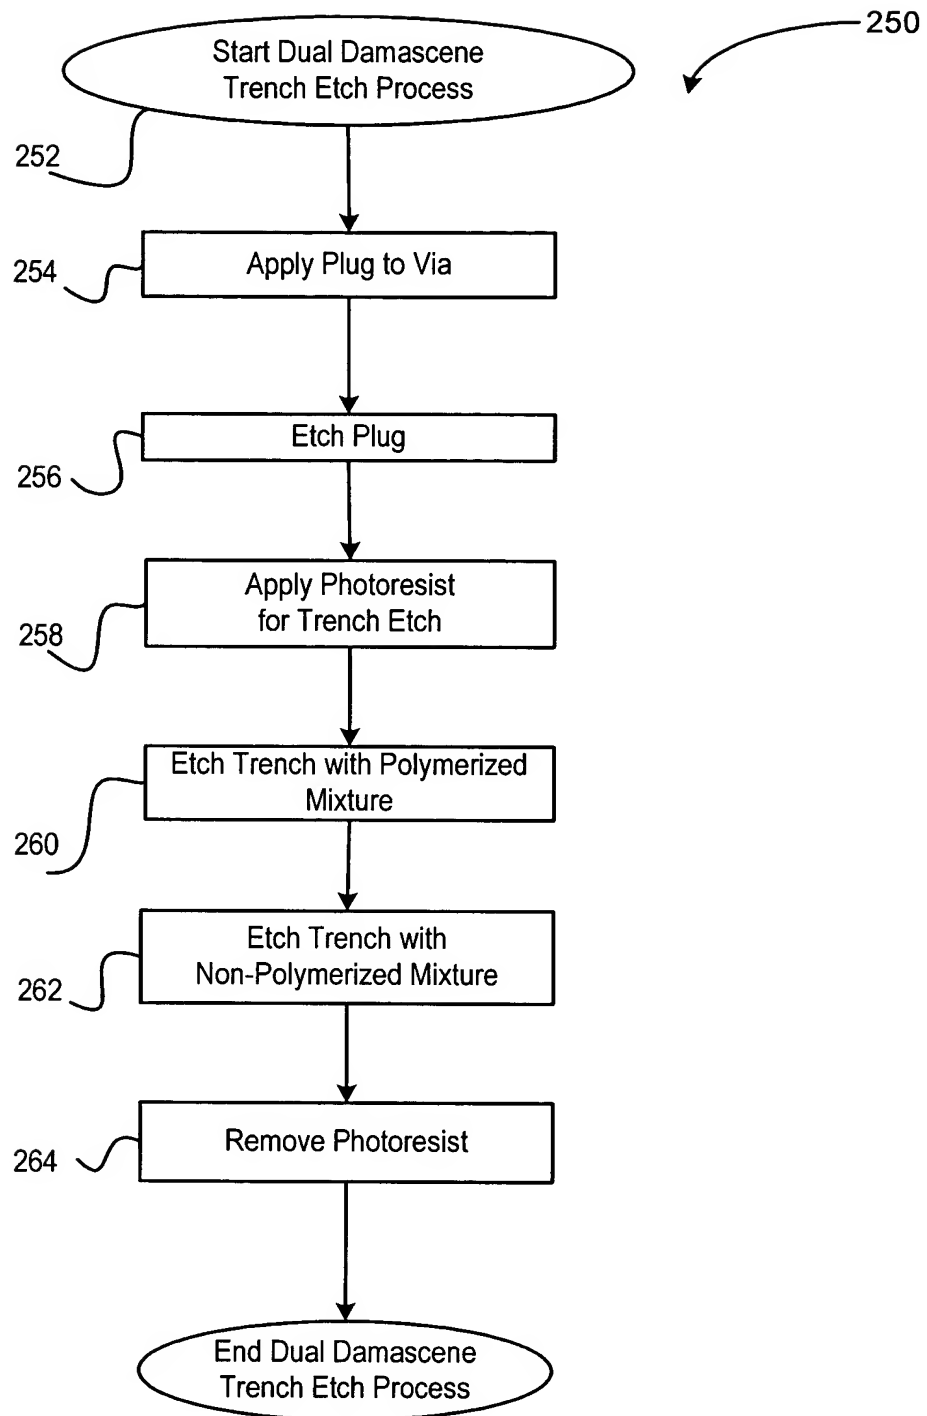 250
Start Dual Damascene
Trench Etch Process
252
Apply Plug to Via
254
Etch Plug
256
Apply Photoresist
for Trench Etch
258
Etch Trench with Polymerized
Mixture
260
Etch Trench with
Non-Polymerized Mixture
262
Remove Photoresist
264
End Dual Damascene
Trench Etch Process